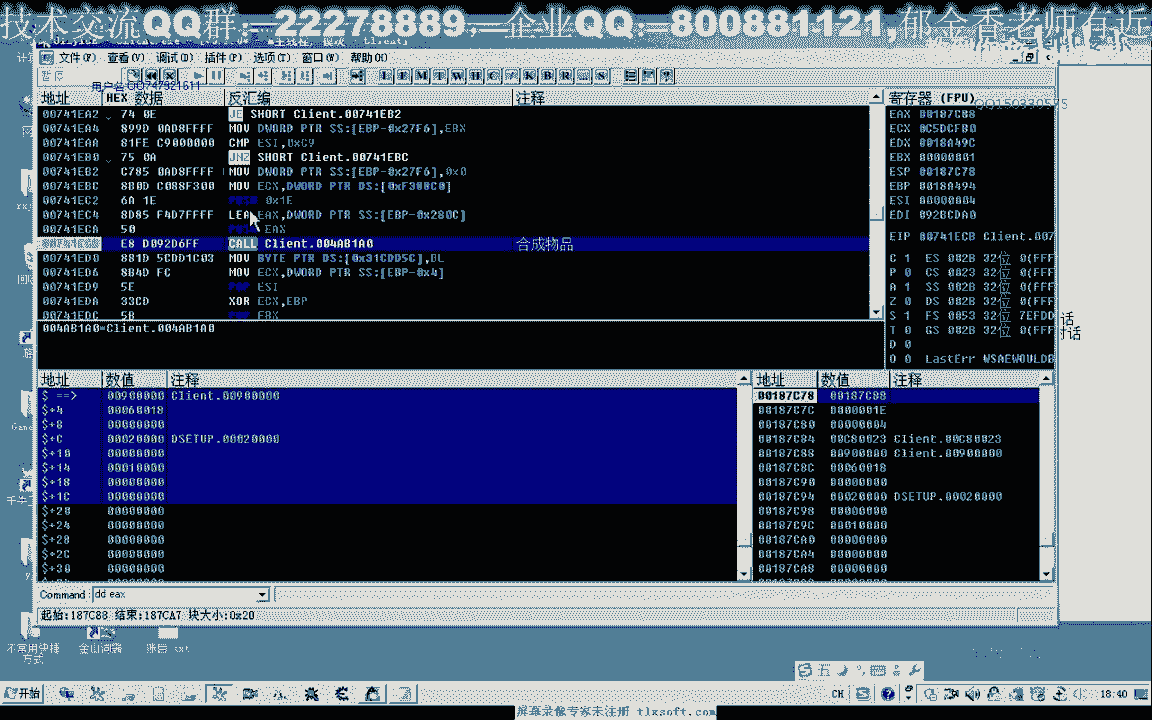 技术交流QQ群:-22278889,-企业QQ:-800881121,郁金香老师有近
文件(F) 查看(V) 调试(D) 插件(P) 选项(T) 窗口(W) 帮助(H)
用户名:QQ747921611
地址 HEX 数据 反汇编 注释
00741EA2 74 0E JE SHORT Client.00741EB2
00741EA4 899D 0AD8FFFF MOV DWORD PTR SS:[EBP-0x27F6],EBX
00741EAA 81FE C9000000 CMP ESI,0xC9
00741EB0 75 0A JNZ SHORT Client.00741EBC
00741EB2 C785 0AD8FFFF MOV DWORD PTR SS:[EBP-0x27F6],0x0
00741EBC 8B0D C088F300 MOV ECX,DWORD PTR DS:[0xF388C0]
00741EC2 6A 1E PUSH 0x1E
00741EC4 8D85 F4D7FFFF LEA EAX,DWORD PTR SS:[EBP-0x280C]
00741ECA 50 PUSH EAX
00741ECB E8 D092D6FF CALL Client.004AB1A0 合成物品
00741ED0 881D 5CDD1C03 MOV BYTE PTR DS:[0x31CDD5C],BL
00741ED6 8B4D FC MOV ECX,DWORD PTR SS:[EBP-0x4]
00741ED9 5E POP ESI
00741EDA 33CD XOR ECX,EBP
5B POP EBX
004AB1A0=Client.004AB1A0
寄存器 (FPU)
QQ150330575
EAX 00187C88
ECX 0C5DCFB0
EDX 0018A49C
EBX 00000001
ESP 00187C78
EBP 0018A494
ESI 00000004
EDI 092BCDA0
EIP 00741ECB Client.007
C 1 ES 002B 32位 0(FFF
P 0 CS 0023 32位 0(FFF
A 1 SS 002B 32位 0(FFF
Z 0 DS 002B 32位 0(FFF
S 1 FS 0053 32位 7EFDD
T 0 GS 002B 32位 0(FFF
D 0
O 0 LastErr WSAEWOULDB
地址 数值 注释
$ ==> 00900000 Client.00900000
$+4 00060018
$+8 00000000
$+C 00020000 DSETUP.00020000
$+10 00000000
$+14 00010000
$+18 00000000
$+1C 00000000
$+20 00000000
$+24 00000000
$+28 00000000
$+2C 00000000
$+30 00000000
地址 数值 注释
00187C78 00187C88
00187C7C 0000001E
00187C80 00000004
00187C84 00C80023 Client.00C80023
00187C88 00900000 Client.00900000
00187C8C 00060018
00187C90 00000000
00187C94 00020000 DSETUP.00020000
00187C98 00000000
00187C9C 00010000
00187CA0 00000000
00187CA4 00000000
00187CA8 00000000
Command: dd eax
起始:187C88 结束:187CA7 块大小:0x20
不常用快捷方式
金山词霸
账号.txt
开始
CH
18:40
屏幕录像专家未注册 tlxsoft.com